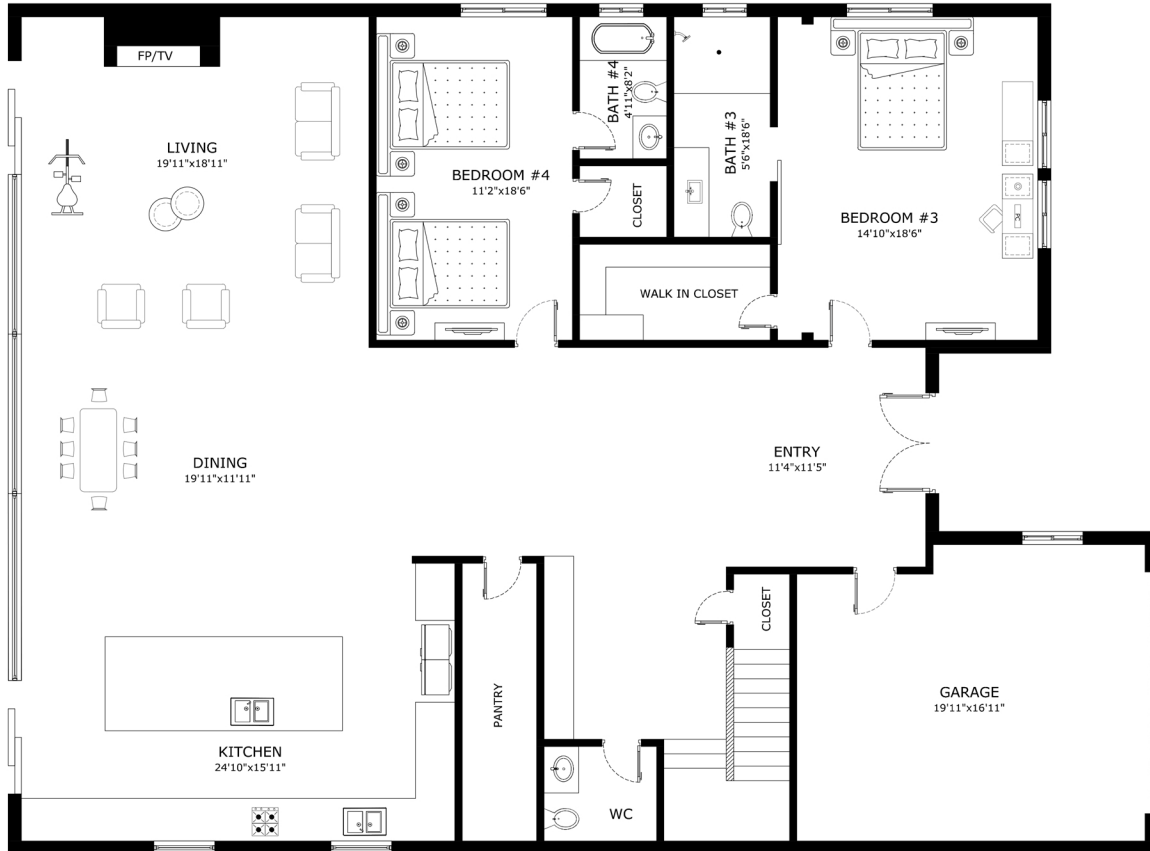 FP/TV
LIVING
19'11"x18'11"
BEDROOM #4
11'2"x18'6"
BATH #4
4'11"x8'2"
CLOSET
BATH #3
5'6"x18'6"
WALK IN CLOSET
BEDROOM #3
14'10"x18'6"
PC
DINING
19'11"x11'11"
ENTRY
11'4"x11'5"
CLOSET
PANTRY
KITCHEN
24'10"x15'11"
WC
GARAGE
19'11"x16'11"